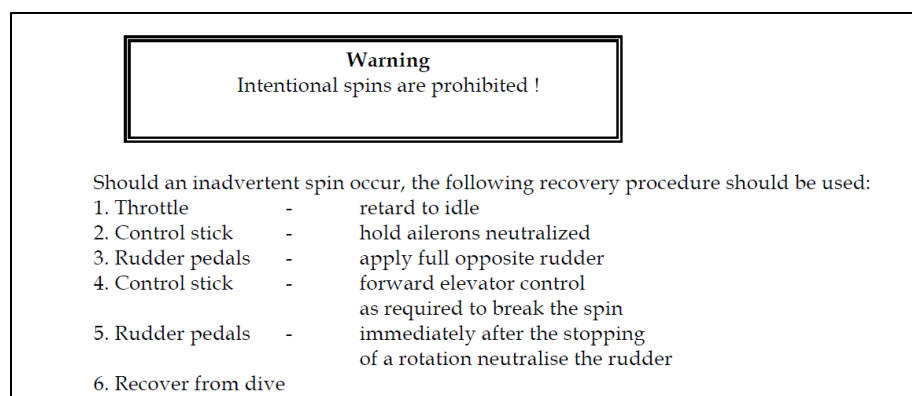 Warning
Intentional spins are prohibited !
Should an inadvertent spin occur, the following recovery procedure should be used:
1. Throttle - retard to idle
2. Control stick - hold ailerons neutralized
3. Rudder pedals - apply full opposite rudder
4. Control stick - forward elevator control
as required to break the spin
5. Rudder pedals - immediately after the stopping
of a rotation neutralise the rudder
6. Recover from dive